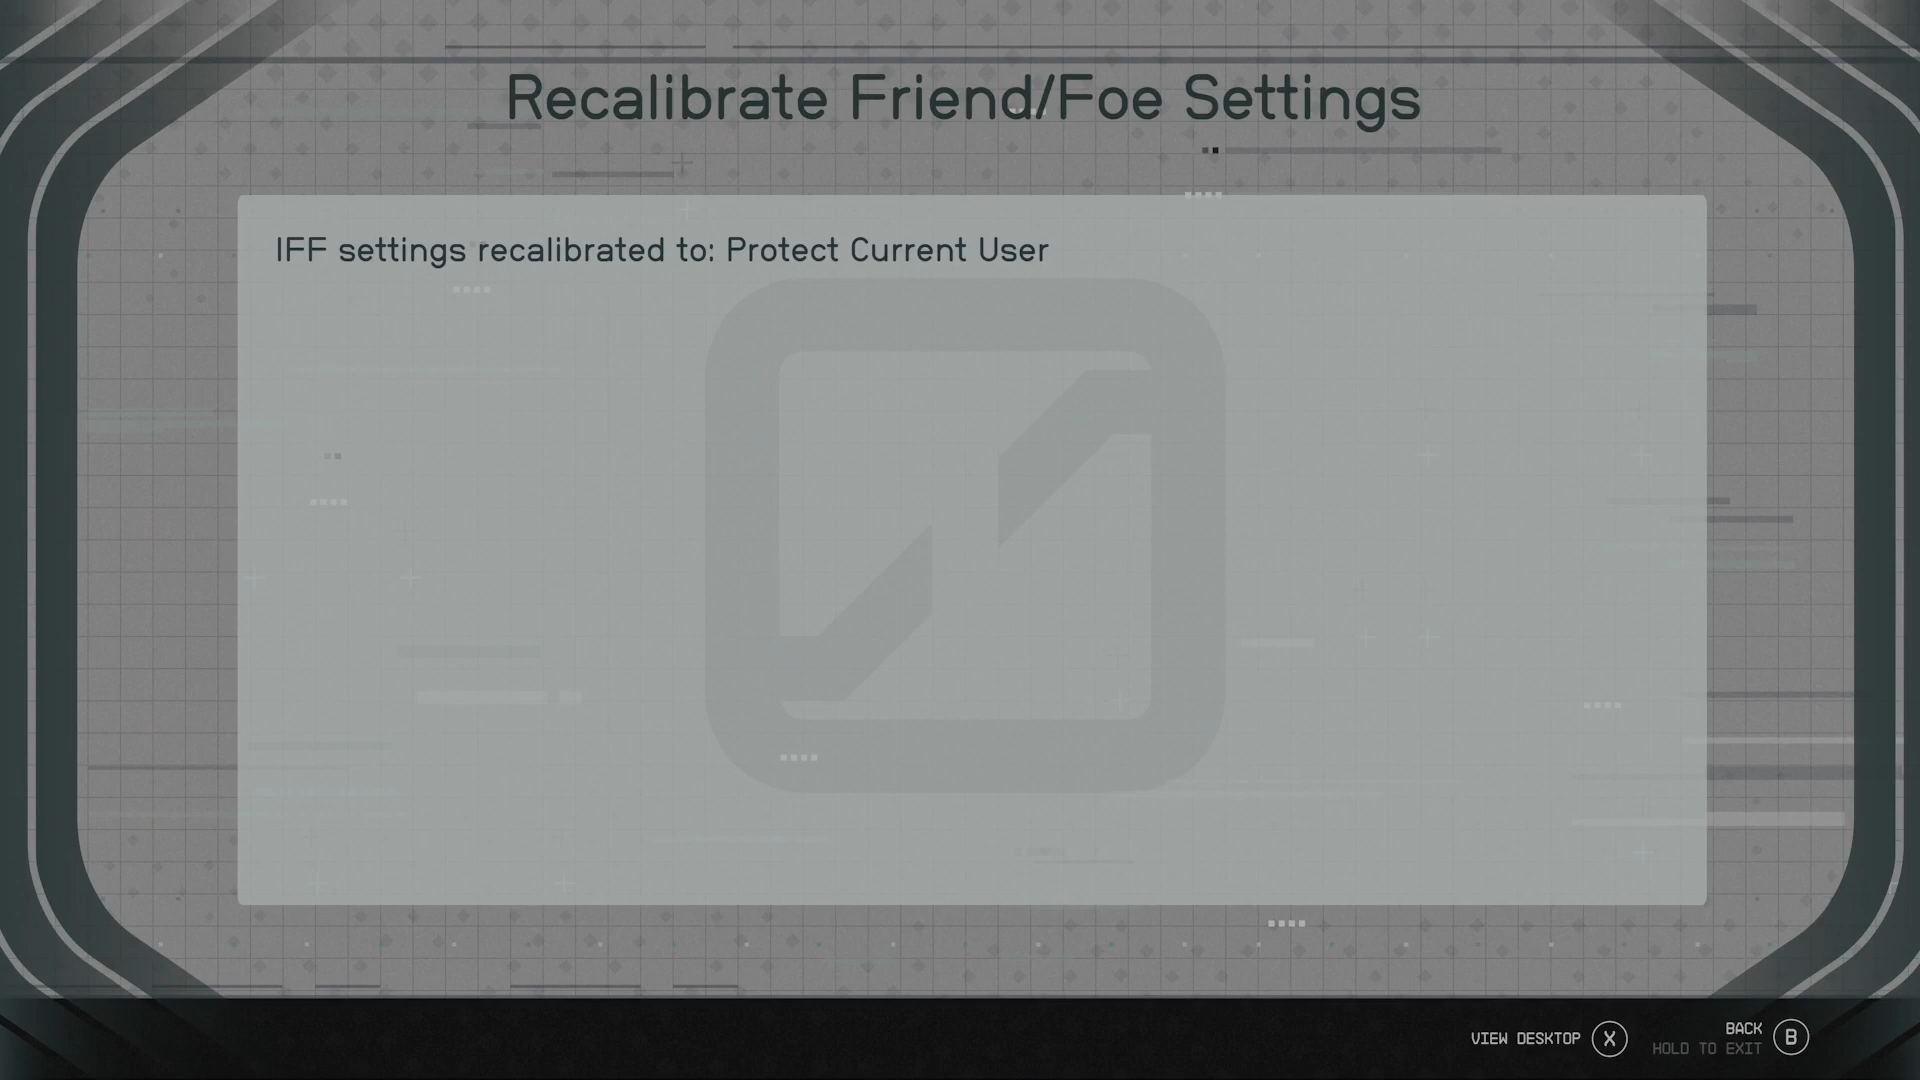 Recalibrate Friend/Foe Settings
IFF settings recalibrated to: Protect Current User
VIEW DESKTOP X
BACK B
HOLD TO EXIT